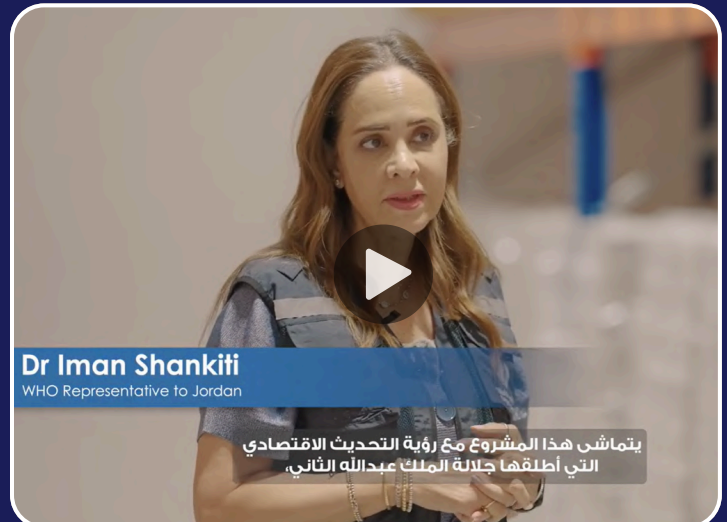 Dr Iman Shankiti
WHO Representative to Jordan
يتماشى هذا المشروع مع رؤية التحديث الاقتصادي
التي أطلقها جلالة الملك عبدالله الثاني،